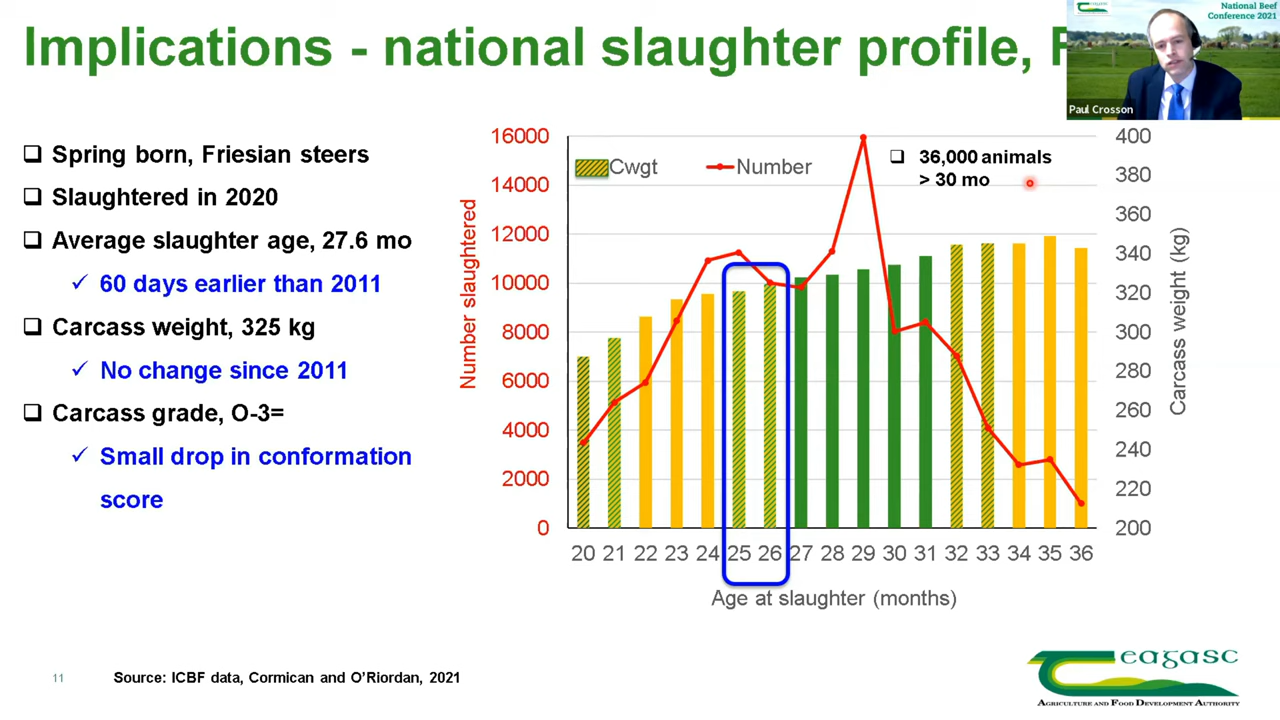 Implications - national slaughter profile, F
eagasc
National Beef
Conference 2021
Paul Crosson
Spring born, Friesian steers
Slaughtered in 2020
Average slaughter age, 27.6 mo
60 days earlier than 2011
Carcass weight, 325 kg
No change since 2011
Carcass grade, O-3=
Small drop in conformation
score
Number slaughtered
16000
14000
12000
10000
8000
6000
4000
2000
0
Cwgt
Number
36,000 animals
> 30 mo
400
380
360
340
320
300
280
260
240
220
200
Carcass weight (kg)
20 21 22 23 24 25 26 27 28 29 30 31 32 33 34 35 36
Age at slaughter (months)
11
Source: ICBF data, Cormican and O’Riordan, 2021
eagasc
Agriculture and Food Development Authority